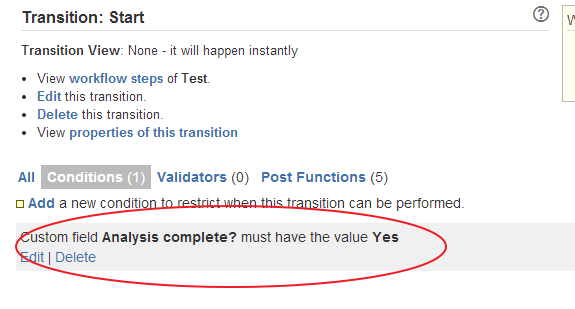 Transition: Start
?
W
Transition View: None - it will happen instantly
• View workflow steps of Test.
• Edit this transition.
• Delete this transition.
• View properties of this transition
All Conditions (1) Validators (0) Post Functions (5)
Add a new condition to restrict when this transition can be performed.
Custom field Analysis complete? must have the value Yes
Edit | Delete